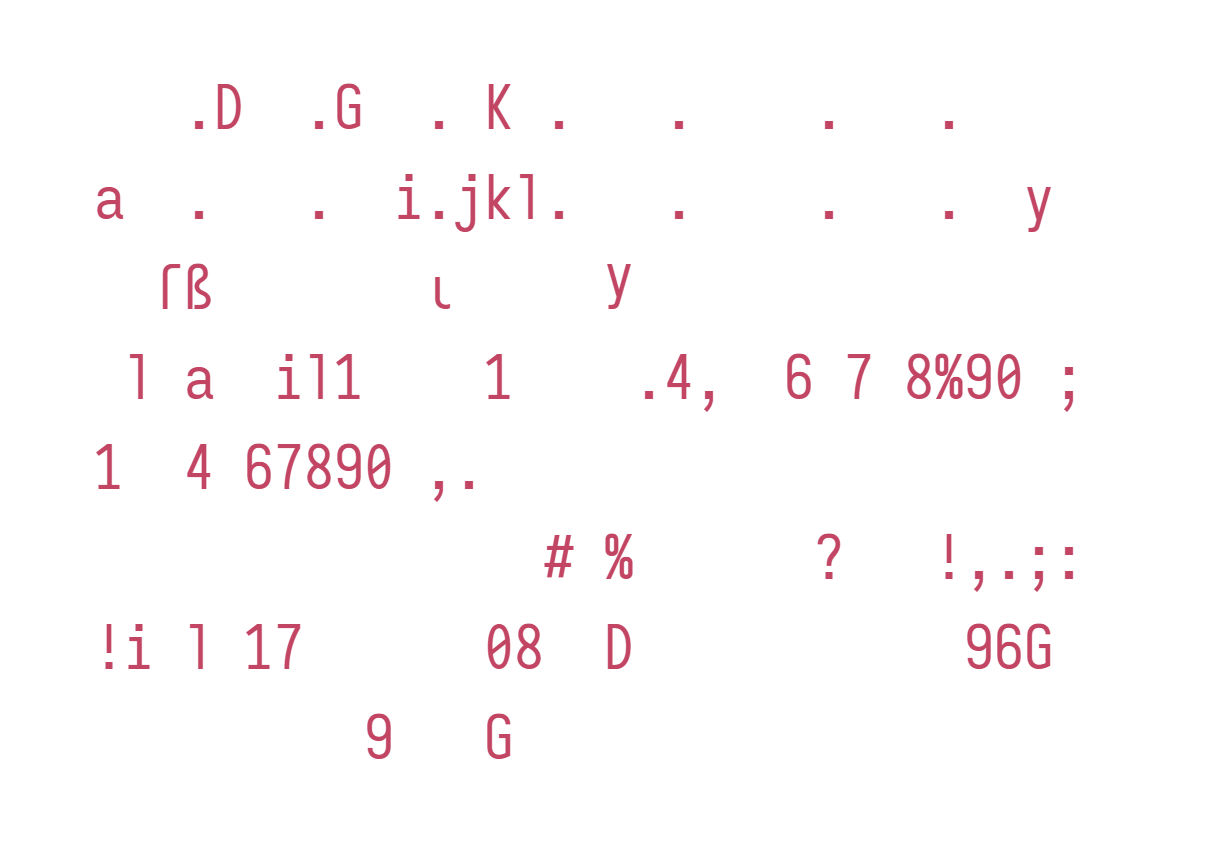 .D .G . K . . . .
a . . i.jkl. . . . y
ſß ι y
l a il1 1 .4, 6 7 8%90 ;
1 4 67890 ,.
# % ? !,.;:
!i l 17 08 D 96G
9 G